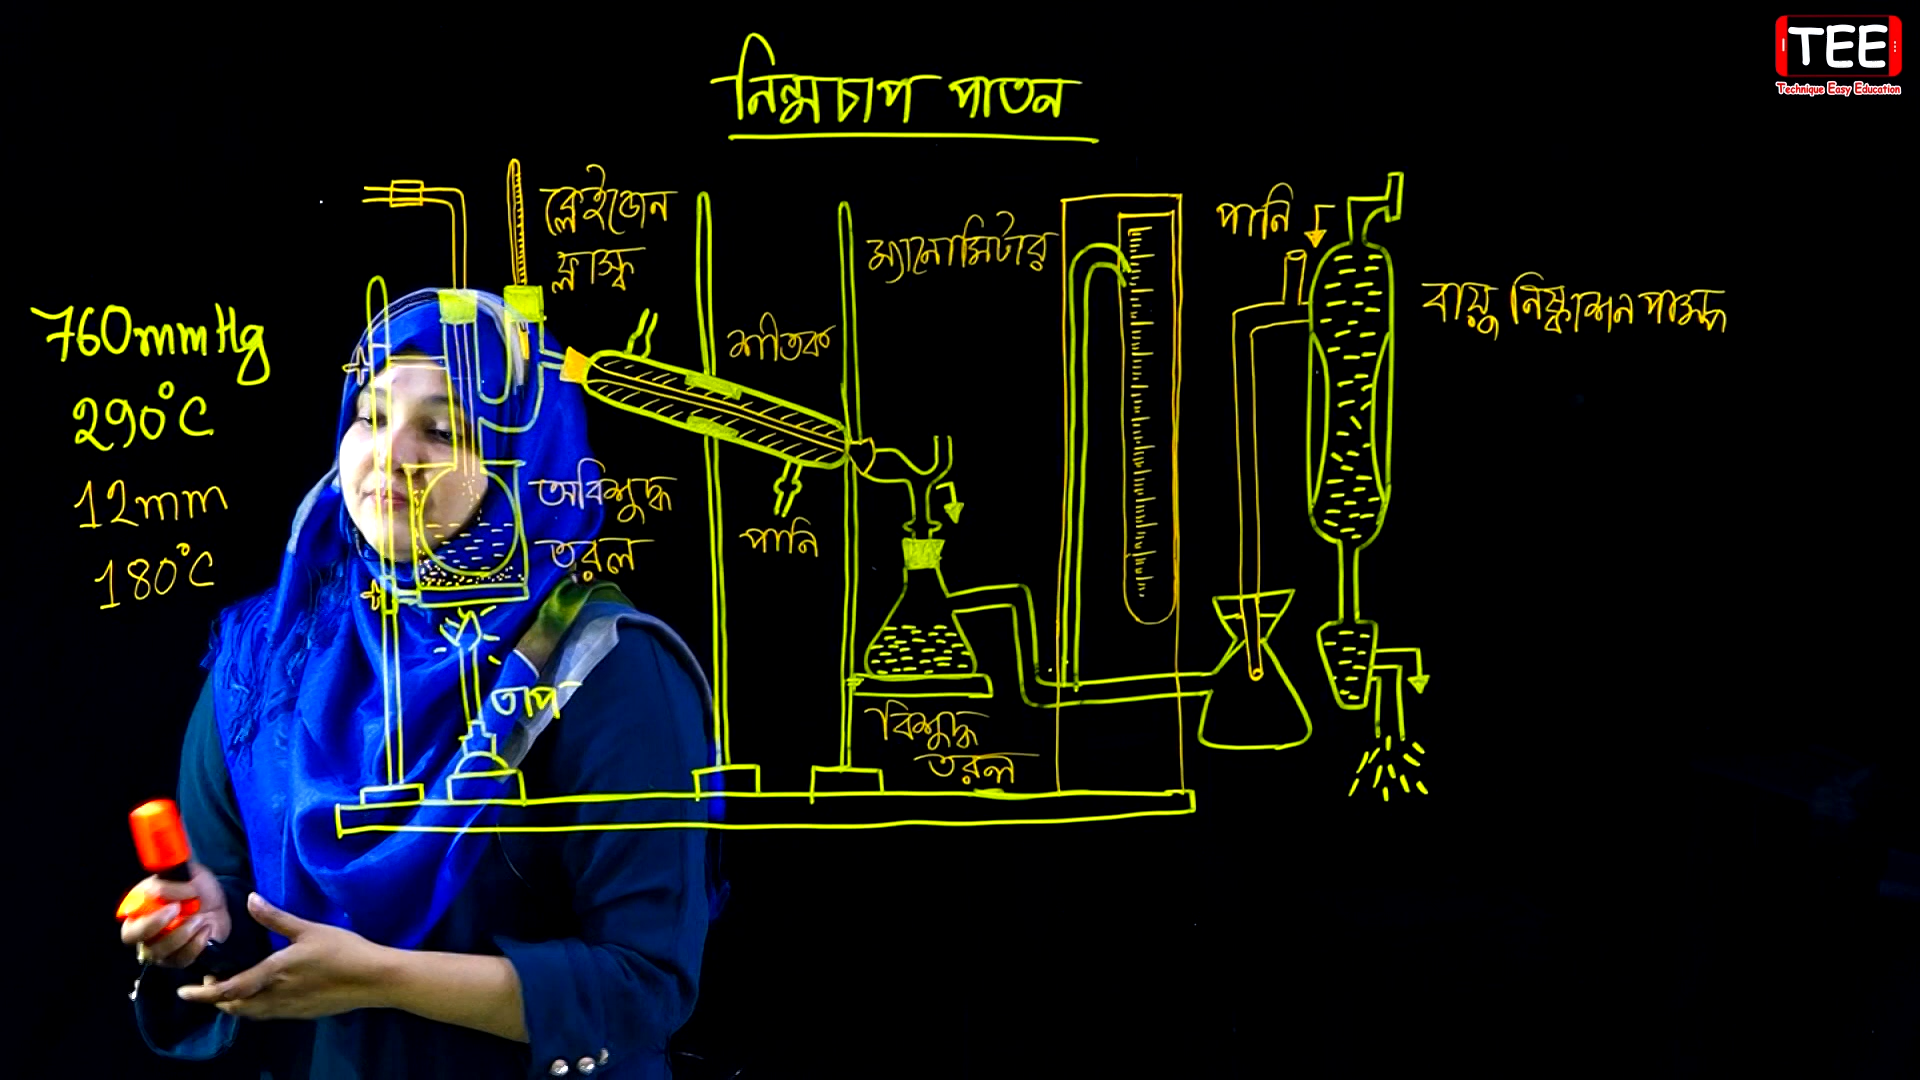 TEE
Technique Easy Education
নিম্নচাপ পাতন
ক্লেইজেন
ফ্লাস্ক
ম্যানোমিটার
পানি
বায়ু নিষ্কাশন পাম্প
760mmHg
290°C
12mm
180°C
শীতক
অবিশুদ্ধ
তরল
পানি
তাপ
বিশুদ্ধ
তরল